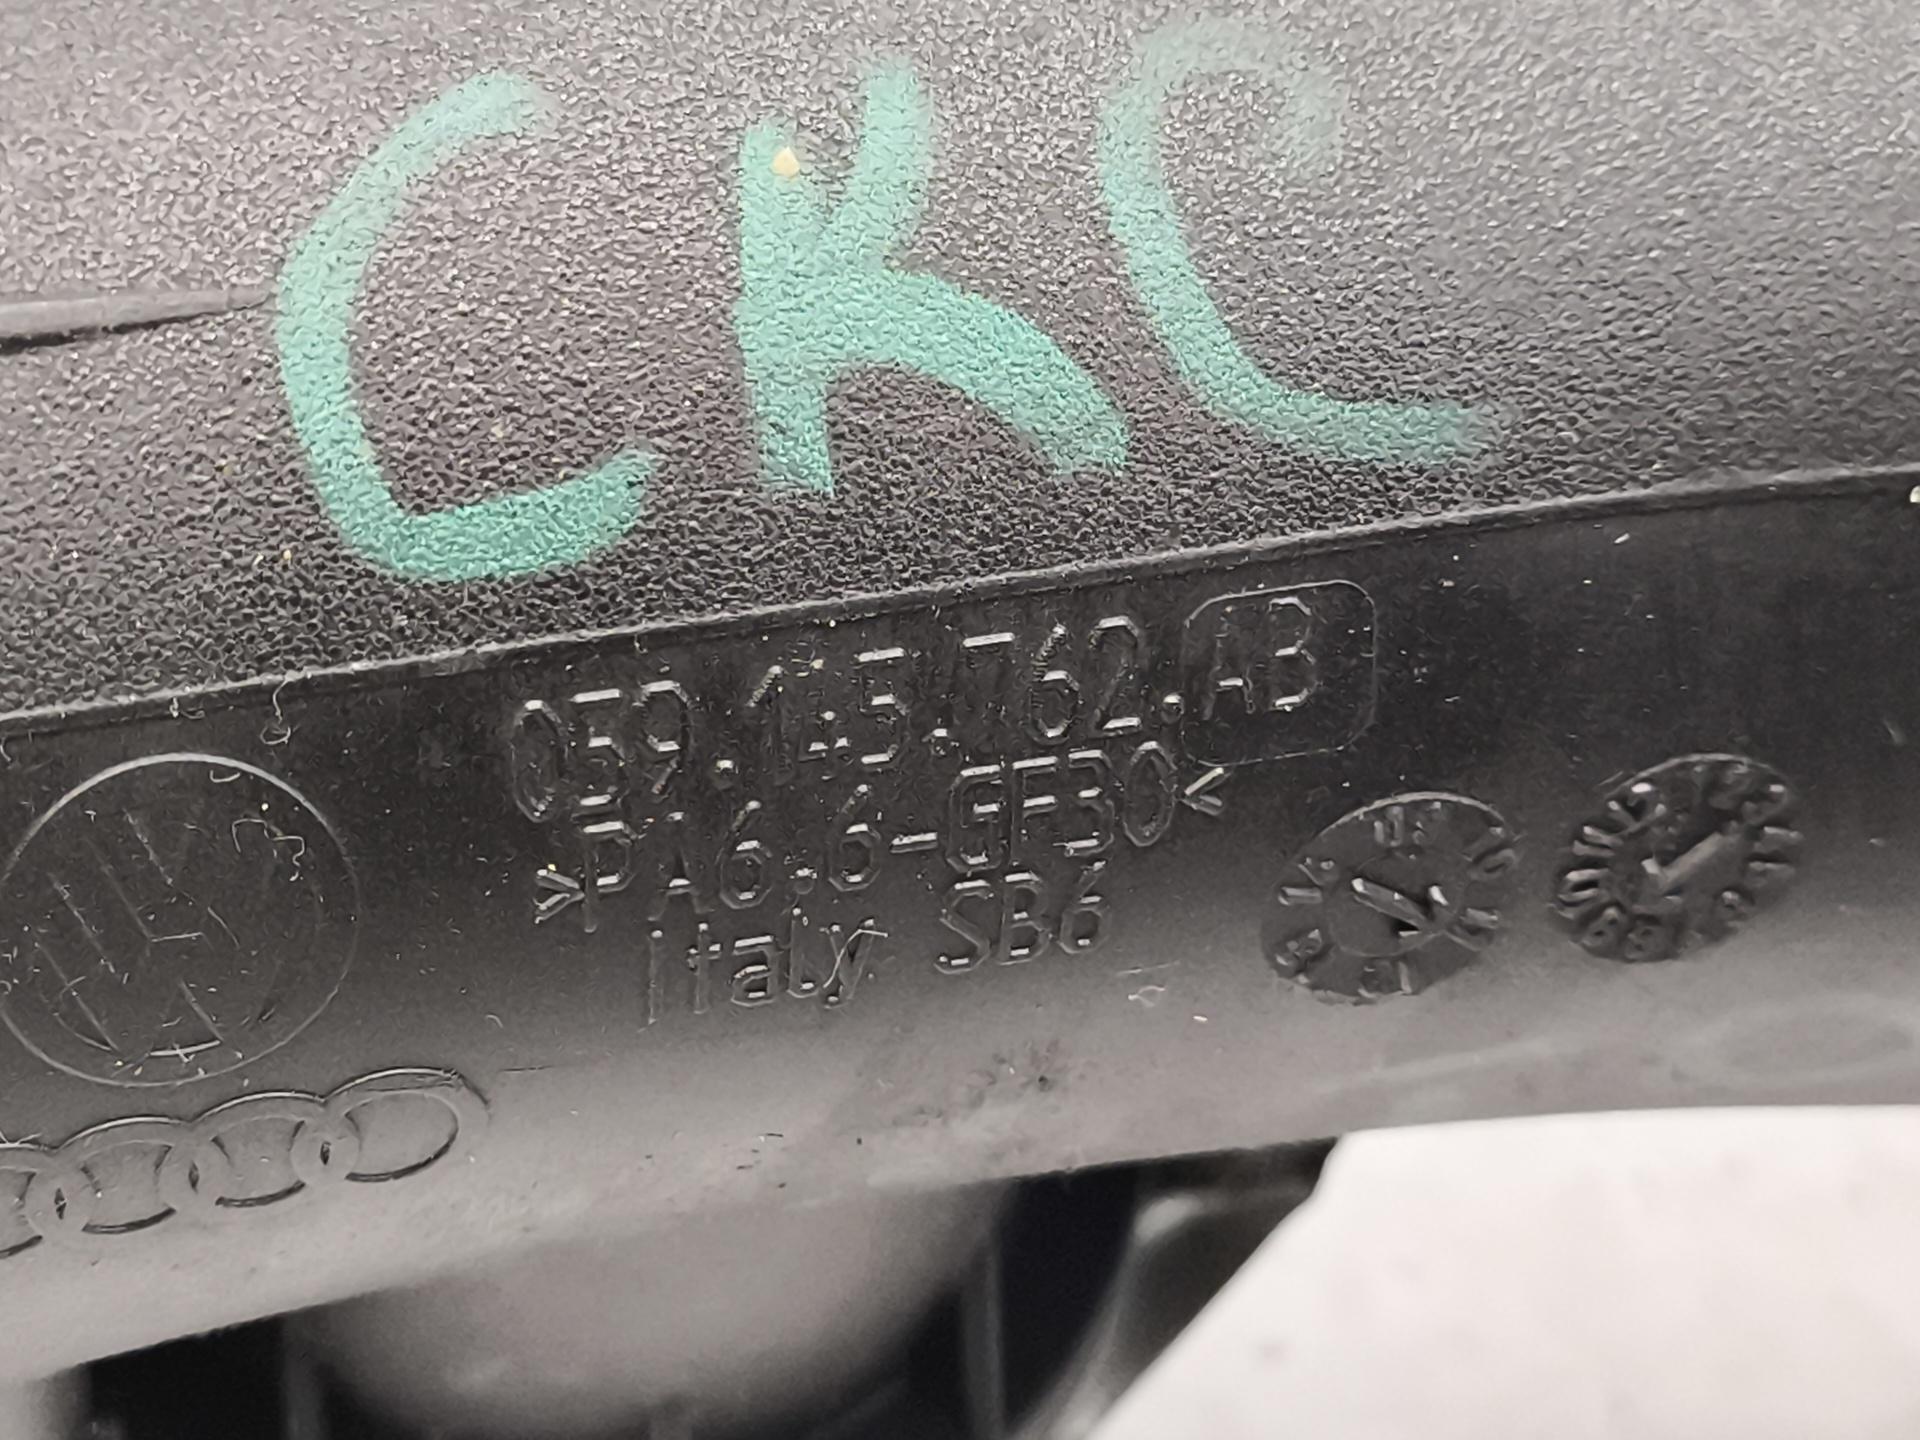 CKC
059.145.762.AB
>PA6.6-GF30<
italy SB6